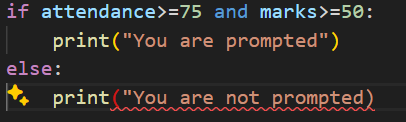 if attendance>=75 and marks>=50:
    print("You are prompted")
else:
    print("You are not prompted)